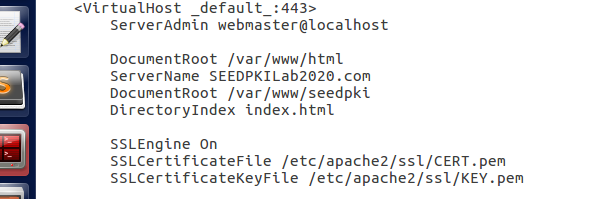 <VirtualHost _default_:443>
ServerAdmin webmaster@localhost
DocumentRoot /var/www/html
ServerName SEEDPKILab2020.com
DocumentRoot /var/www/seedpki
DirectoryIndex index.html
SSLEngine On
SSLCertificateFile /etc/apache2/ssl/CERT.pem
SSLCertificateKeyFile /etc/apache2/ssl/KEY.pem